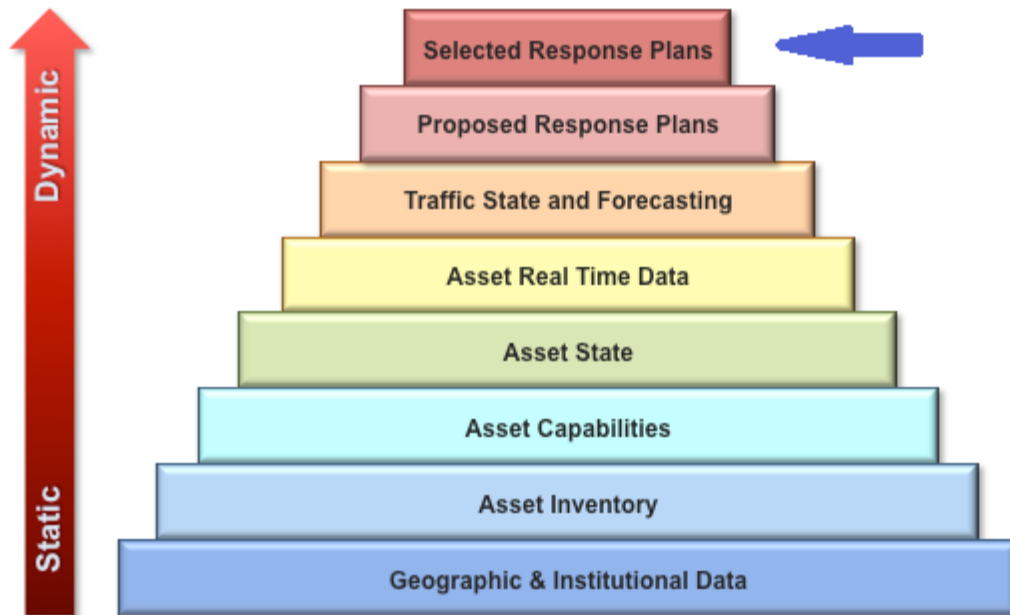 Dynamic
Static
Selected Response Plans
Proposed Response Plans
Traffic State and Forecasting
Asset Real Time Data
Asset State
Asset Capabilities
Asset Inventory
Geographic & Institutional Data